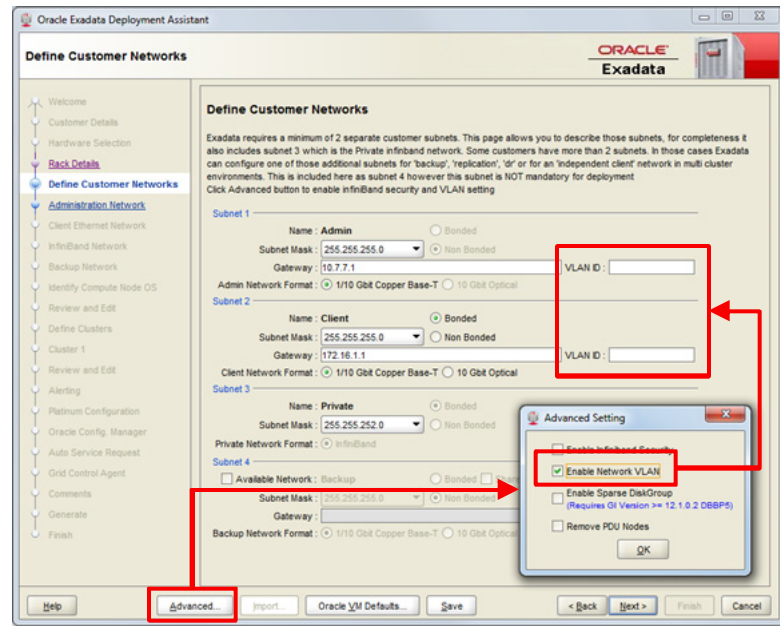 Oracle Exadata Deployment Assistant
Define Customer Networks
ORACLE
Exadata
Welcome
Customer Details
Hardware Selection
Rack Details
Define Customer Networks
Administration Network
Client Ethernet Network
InfiniBand Network
Backup Network
Identify Compute Node OS
Review and Edit
Define Clusters
Cluster 1
Review and Edit
Alerting
Platinum Configuration
Oracle Config. Manager
Auto Service Request
Grid Control Agent
Comments
Generate
Finish
Define Customer Networks
Exadata requires a minimum of 2 separate customer subnets. This page allows you to describe those subnets, for completeness it
also includes subnet 3 which is the Private infiniband network. Some customers have more than 2 subnets. In those cases Exadata
can configure one of those additional subnets for 'backup', 'replication', 'dr' or for an 'independent client' network in multi cluster
environments. This is included here as subnet 4 however this subnet is NOT mandatory for deployment
Click Advanced button to enable infiniBand security and VLAN setting
Subnet 1
Name : Admin Bonded
Subnet Mask : 255.255.255.0 Non Bonded
Gateway : 10.7.7.1 VLAN ID :
Admin Network Format : 1/10 Gbit Copper Base-T 10 Gbit Optical
Subnet 2
Name : Client Bonded
Subnet Mask : 255.255.255.0 Non Bonded
Gateway : 172.16.1.1 VLAN ID :
Client Network Format : 1/10 Gbit Copper Base-T 10 Gbit Optical
Subnet 3
Name : Private Bonded
Subnet Mask : 255.255.252.0 Non Bonded
Private Network Format : InfiniBand
Subnet 4
Available Network : Backup Bonded
Subnet Mask : 255.255.255.0 Non Bonded
Gateway :
Backup Network Format : 1/10 Gbit Copper Base-T 10 Gbit Optical
Advanced Setting
Enable Infiniband Security
Enable Network VLAN
Enable Sparse DiskGroup
(Requires GI Version >= 12.1.0.2 DBBP5)
Remove PDU Nodes
OK
Help
Advanced...
Import...
Oracle VM Defaults...
Save
< Back
Next >
Finish
Cancel